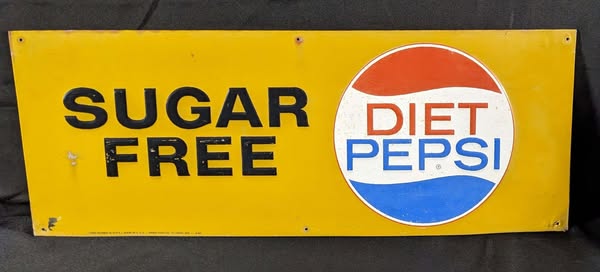 SUGAR
FREE
DIET
PEPSI
®